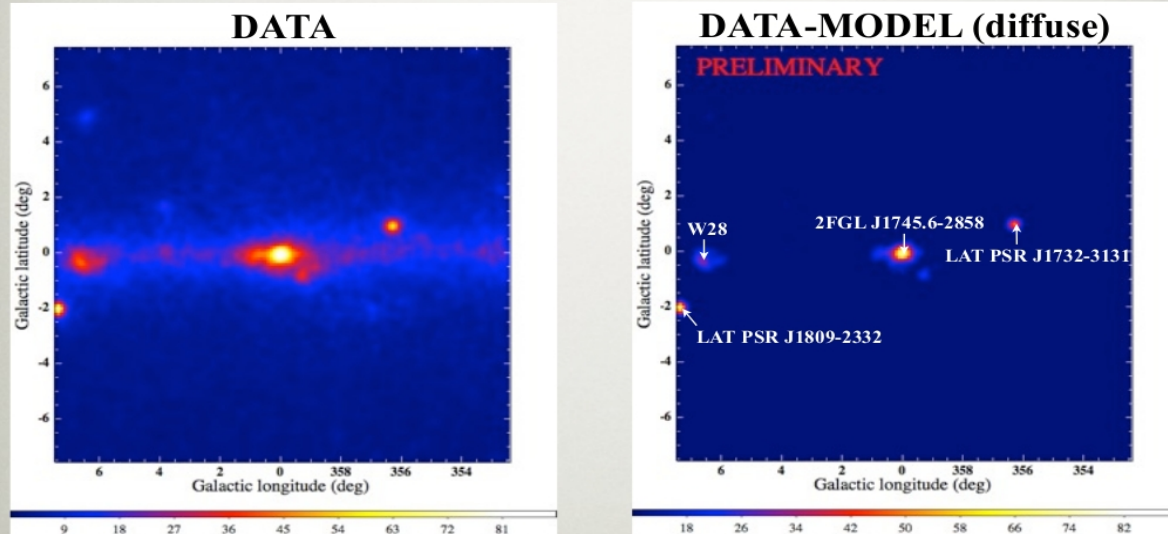 DATA
6
4
2
0
-2
-4
-6
Galactic latitude (deg)
6 4 2 0 358 356 354
Galactic longitude (deg)
9 18 27 36 45 54 63 72 81
DATA-MODEL (diffuse)
PRELIMINARY
6
4
2
0
-2
-4
-6
Galactic latitude (deg)
W28
2FGL J1745.6-2858
LAT PSR J1732-3131
LAT PSR J1809-2332
6 4 2 0 358 356 354
Galactic longitude (deg)
18 26 34 42 50 58 66 74 82